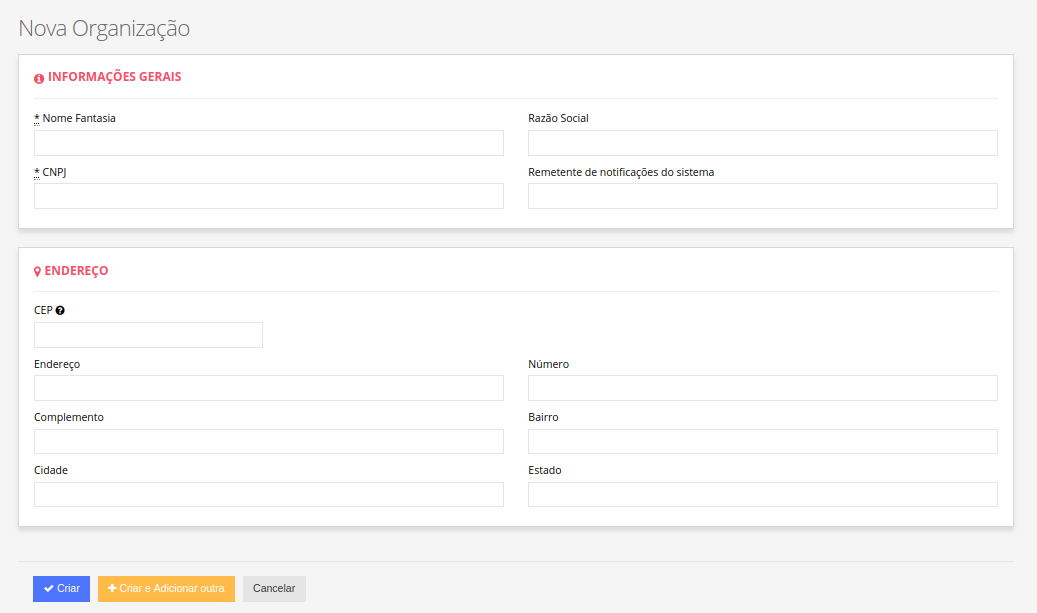 Nova Organização
INFORMAÇÕES GERAIS
* Nome Fantasia
Razão Social
* CNPJ
Remetente de notificações do sistema
ENDEREÇO
CEP
Endereço
Número
Complemento
Bairro
Cidade
Estado
Criar
Criar e Adicionar outra
Cancelar